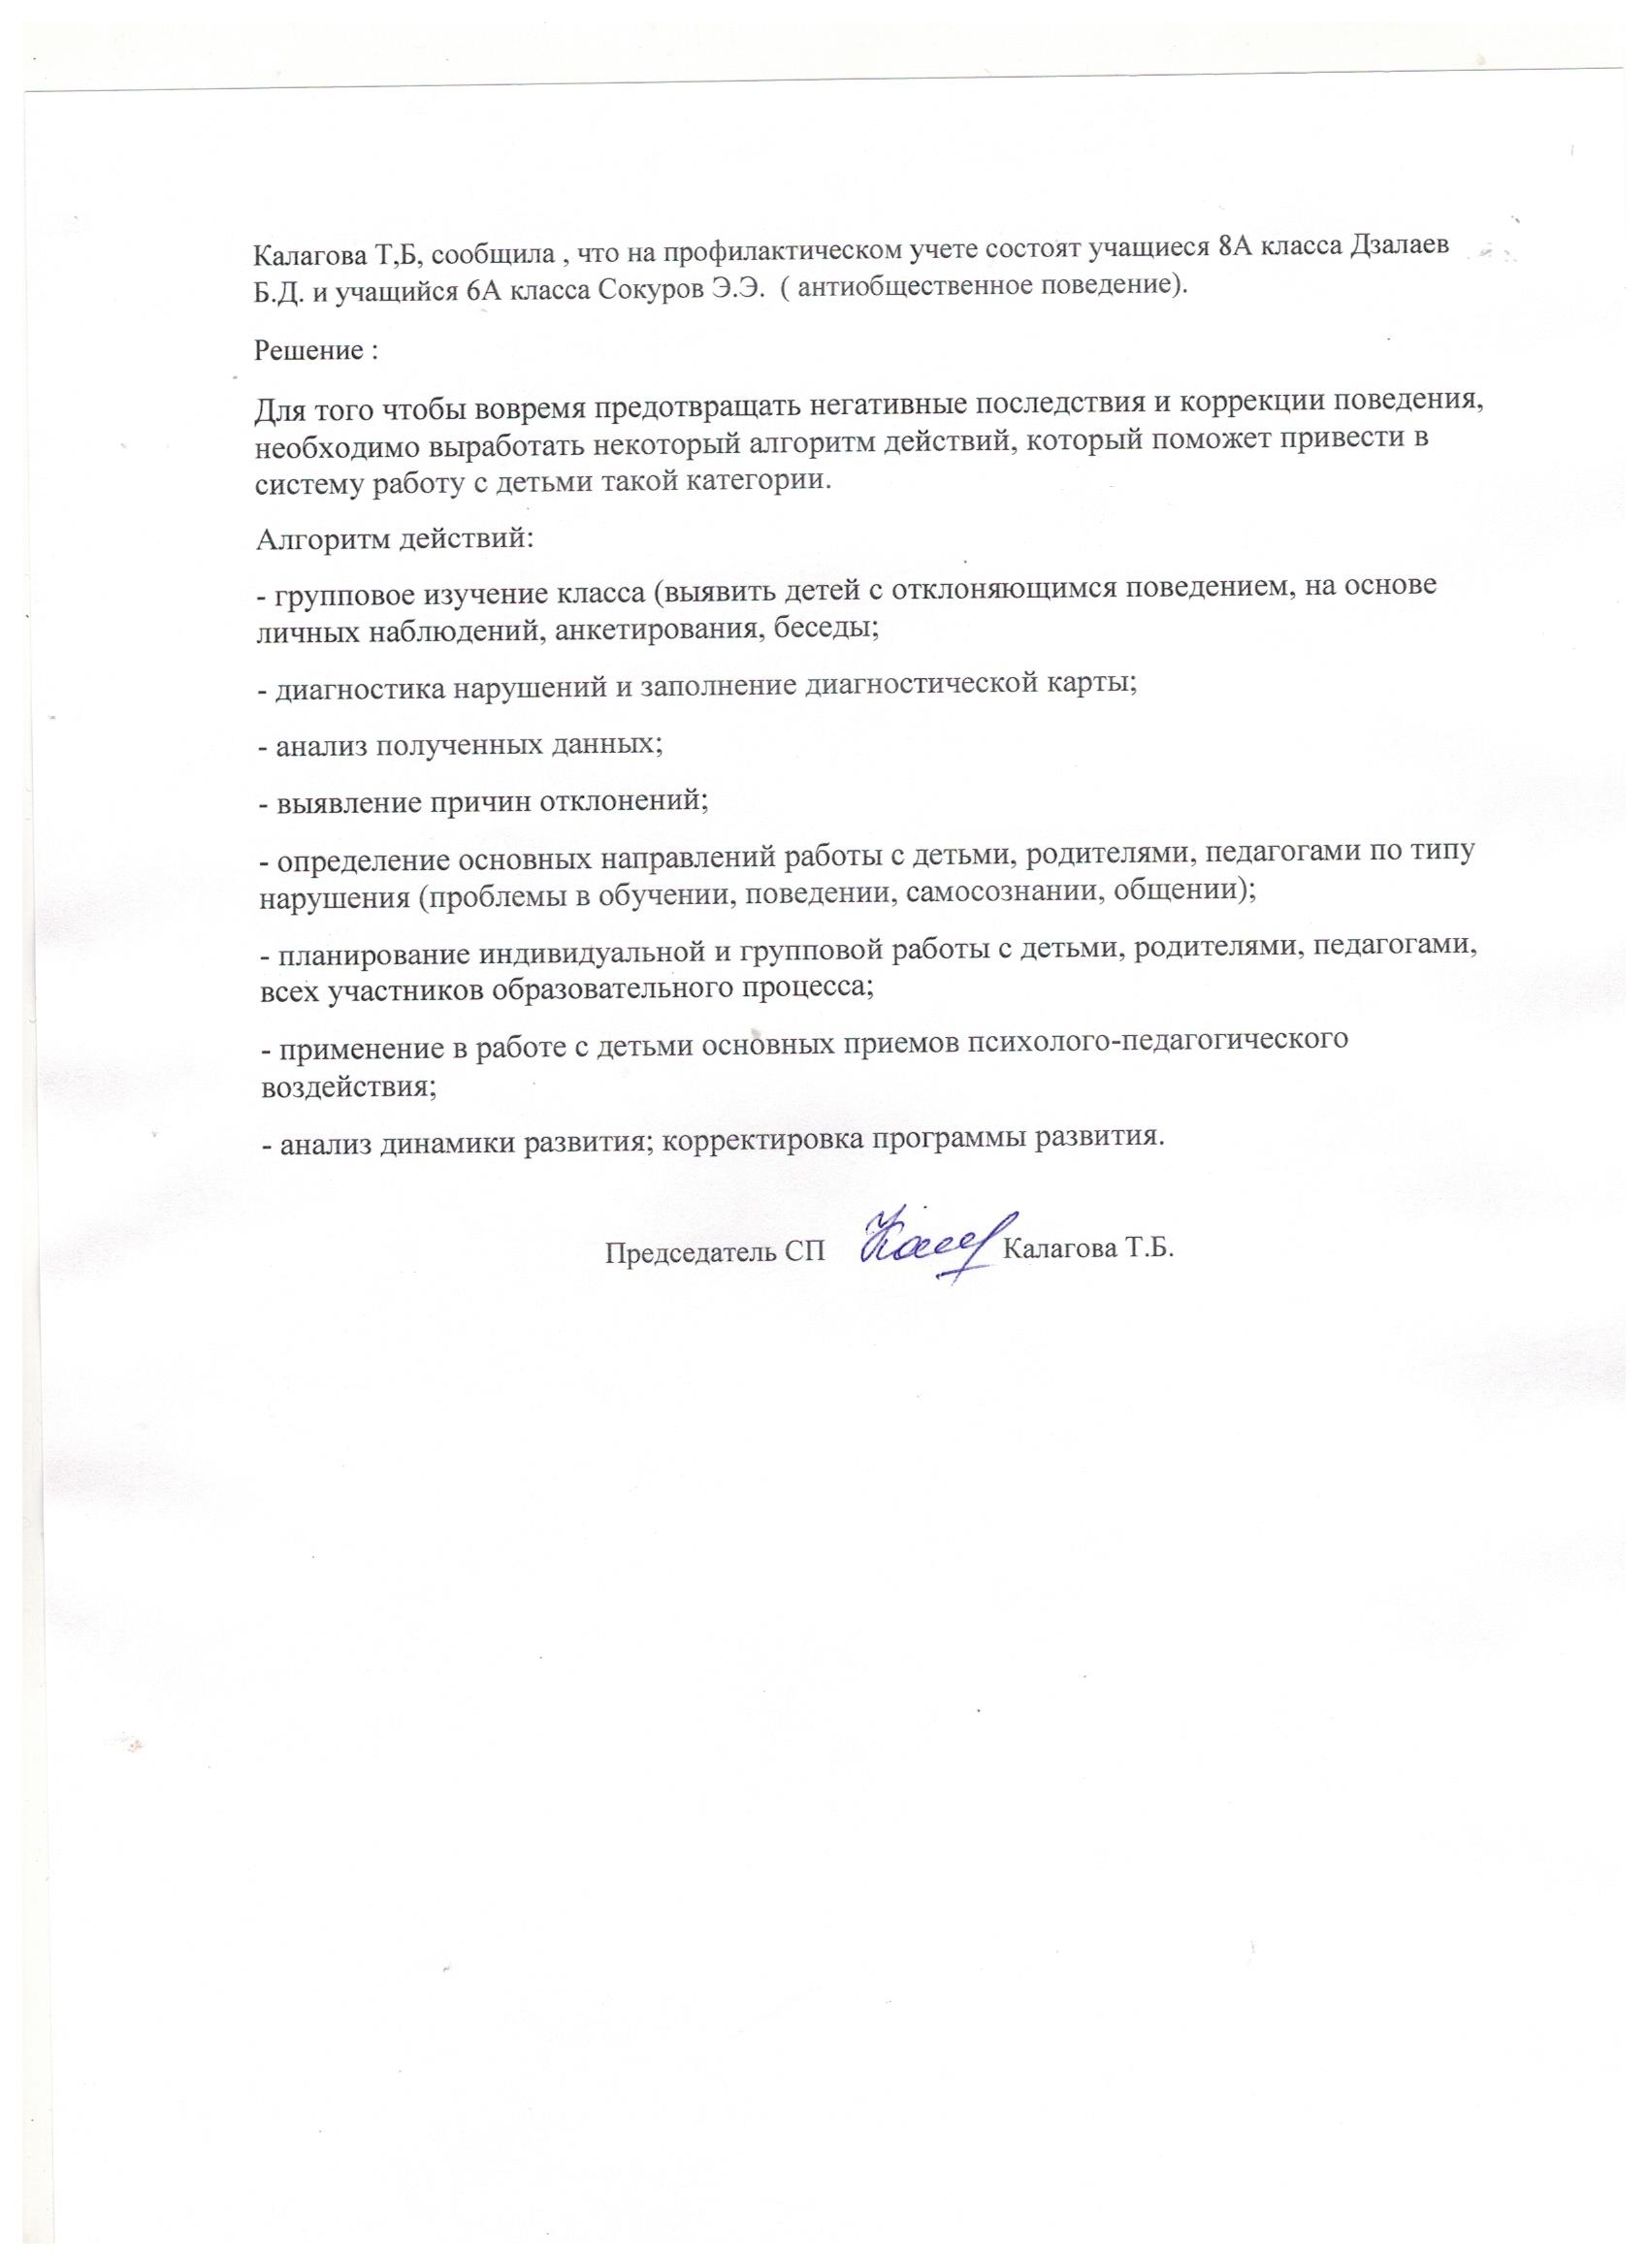 Калагова Т,Б, сообщила , что на профилактическом учете состоят учащиеся 8А класса Дзалаев
Б.Д. и учащийся 6А класса Сокуров Э.Э.  ( антиобщественное поведение).
Решение :
Для того чтобы вовремя предотвращать негативные последствия и коррекции поведения,
необходимо выработать некоторый алгоритм действий, который поможет привести в
систему работу с детьми такой категории.
Алгоритм действий:
- групповое изучение класса (выявить детей с отклоняющимся поведением, на основе
личных наблюдений, анкетирования, беседы;
- диагностика нарушений и заполнение диагностической карты;
- анализ полученных данных;
- выявление причин отклонений;
- определение основных направлений работы с детьми, родителями, педагогами по типу
нарушения (проблемы в обучении, поведении, самосознании, общении);
- планирование индивидуальной и групповой работы с детьми, родителями, педагогами,
всех участников образовательного процесса;
- применение в работе с детьми основных приемов психолого-педагогического
воздействия;
- анализ динамики развития; корректировка программы развития.
Председатель СП Калагова Т.Б.